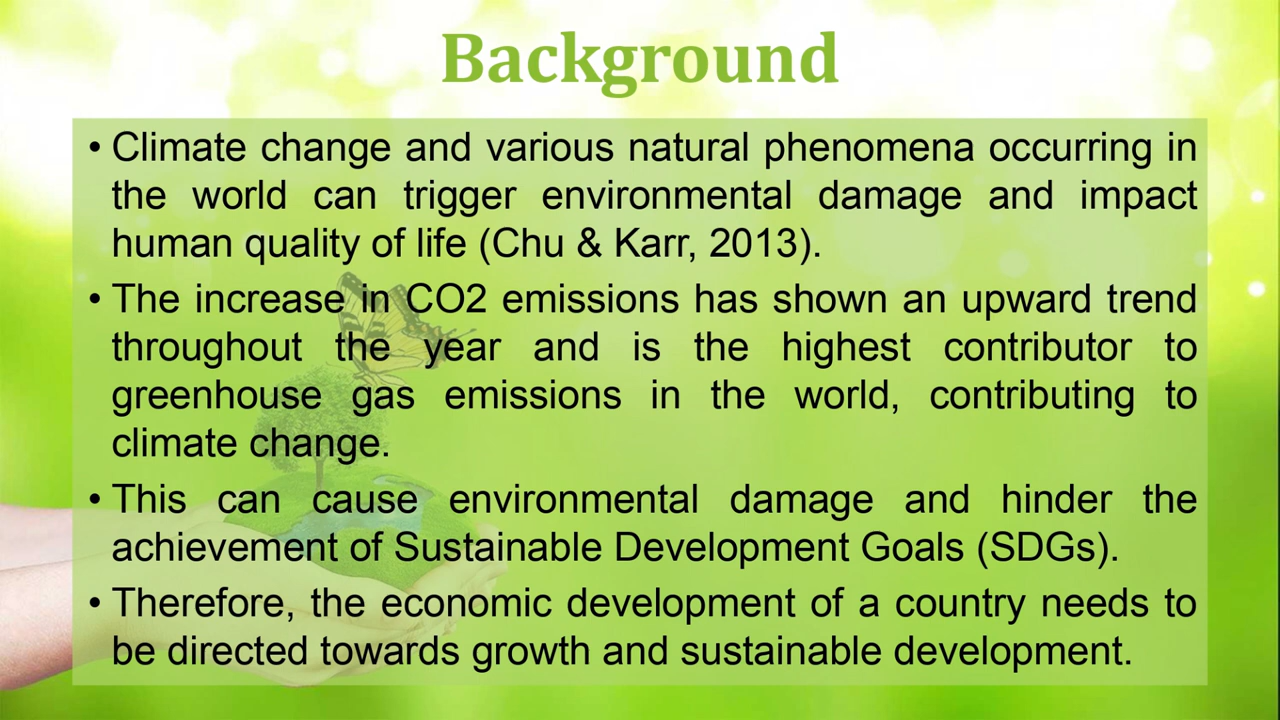 Background
• Climate change and various natural phenomena occurring in
the world can trigger environmental damage and impact
human quality of life (Chu & Karr, 2013).
• The increase in CO2 emissions has shown an upward trend
throughout the year and is the highest contributor to
greenhouse gas emissions in the world, contributing to
climate change.
• This can cause environmental damage and hinder the
achievement of Sustainable Development Goals (SDGs).
• Therefore, the economic development of a country needs to
be directed towards growth and sustainable development.